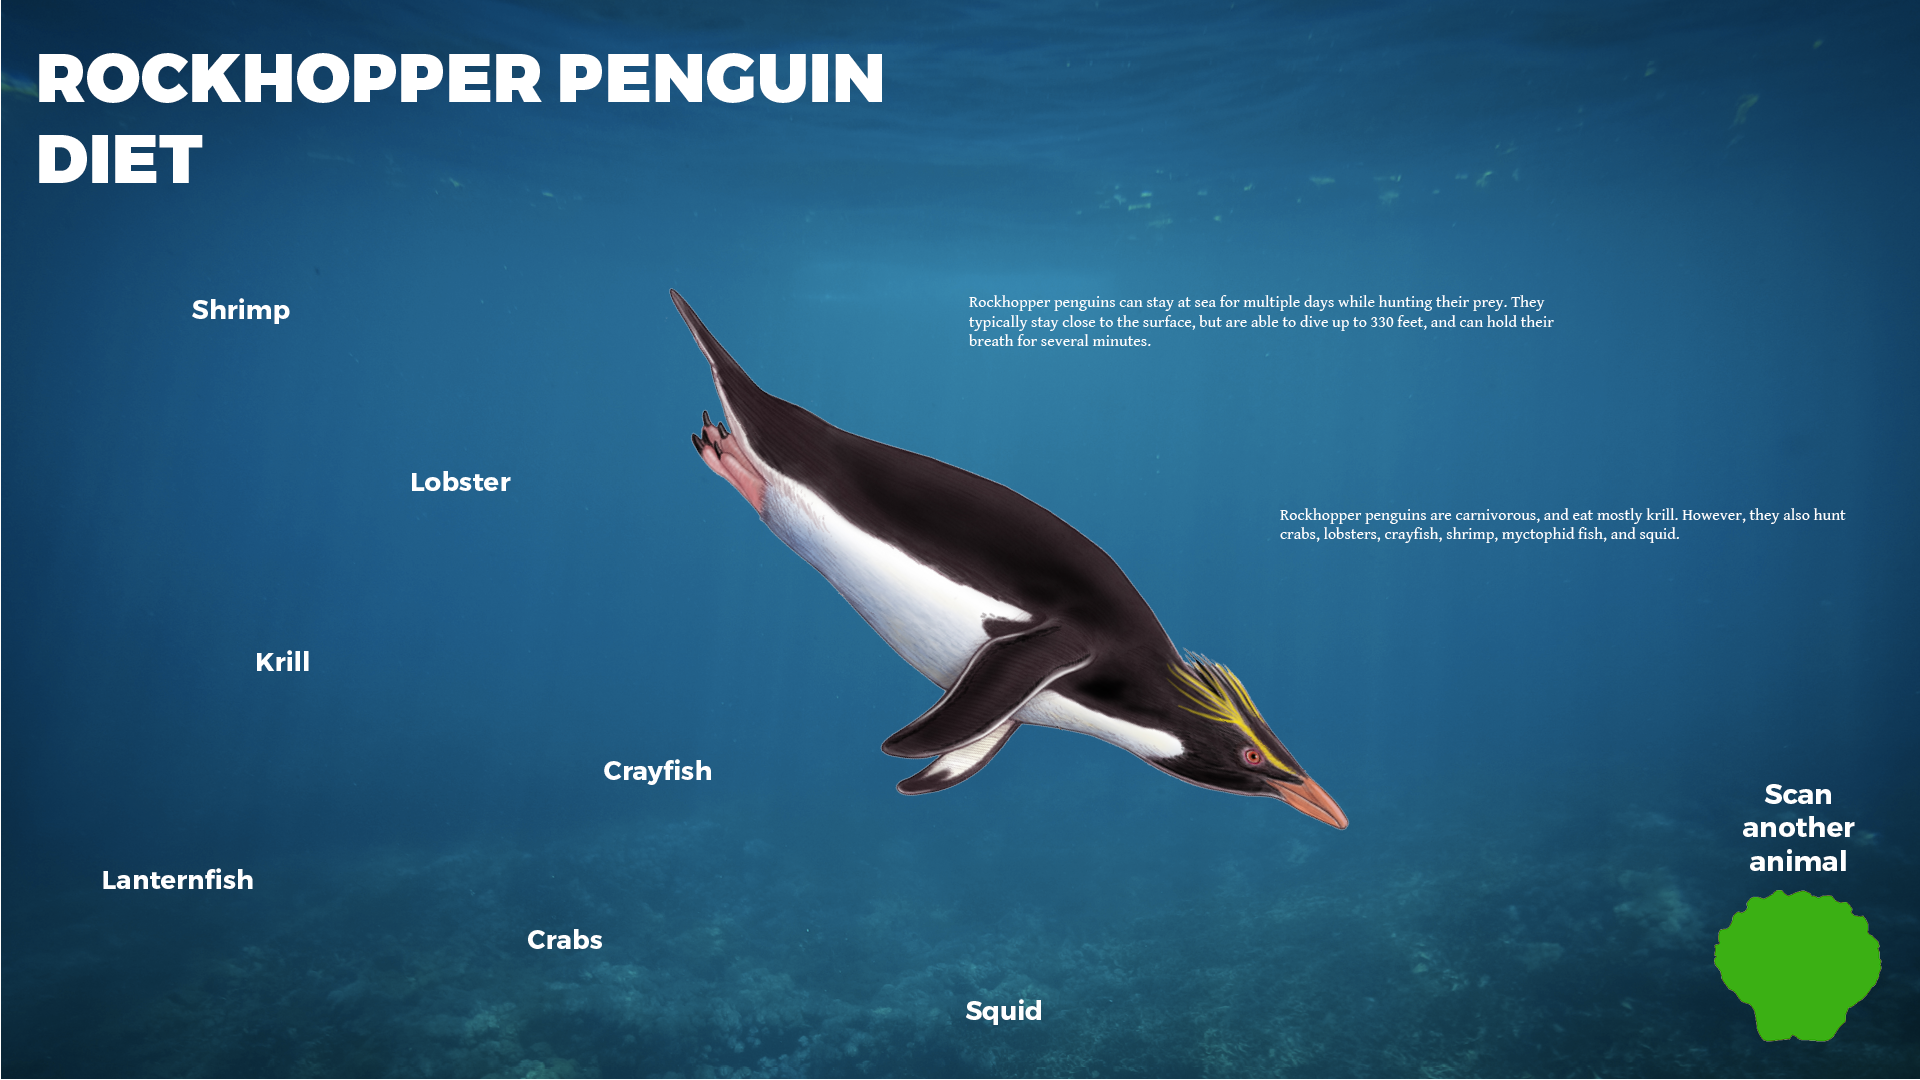 ROCKHOPPER PENGUIN
DIET
Shrimp
Rockhopper penguins can stay at sea for multiple days while hunting their prey. They
typically stay close to the surface, but are able to dive up to 330 feet, and can hold their
breath for several minutes.
Lobster
Rockhopper penguins are carnivorous, and eat mostly krill. However, they also hunt
crabs, lobsters, crayfish, shrimp, myctophid fish, and squid.
Krill
Crayfish
Lanternfish
Crabs
Squid
Scan
another
animal